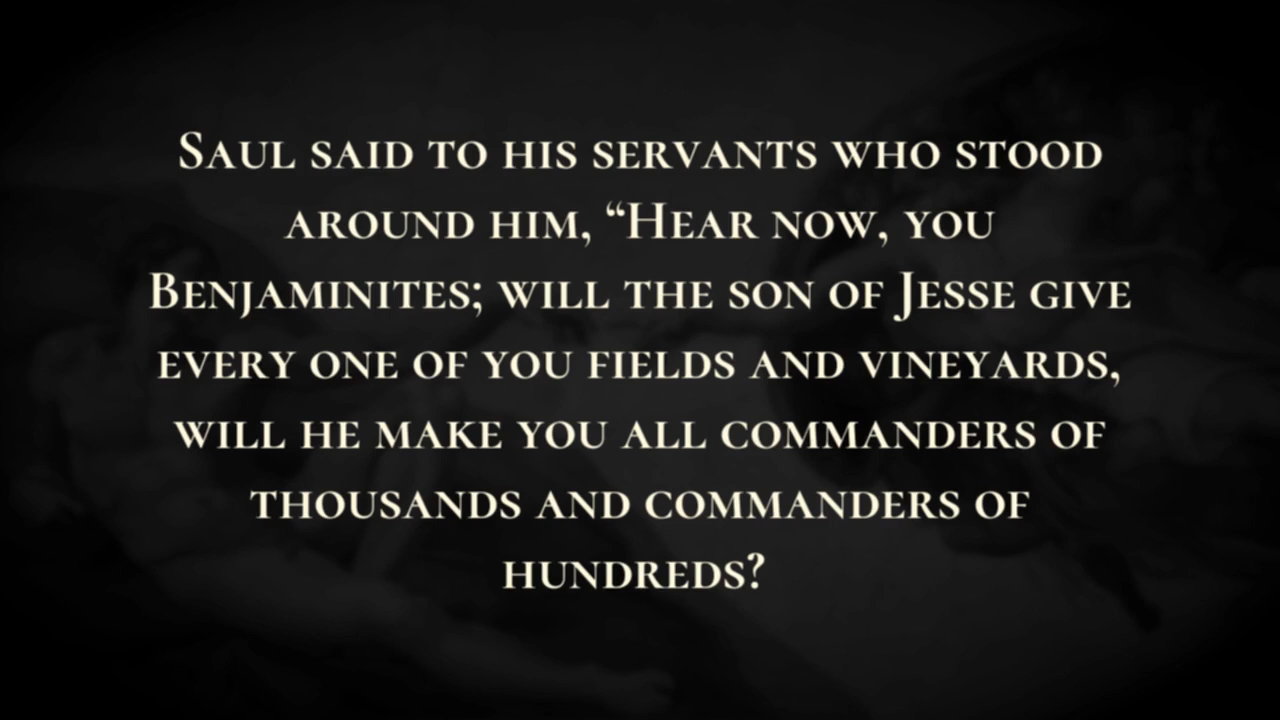 Saul said to his servants who stood
around him, “Hear now, you
Benjaminites; will the son of Jesse give
every one of you fields and vineyards,
will he make you all commanders of
thousands and commanders of
hundreds?